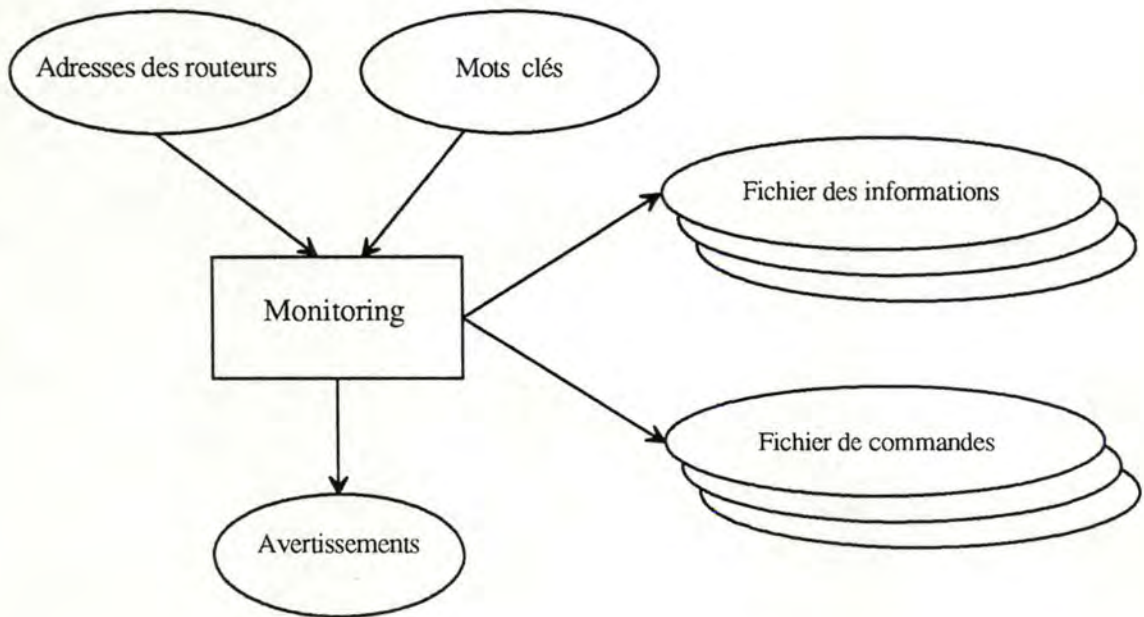 Adresses des routeurs
Mots clés
Fichier des informations
Monitoring
Fichier de commandes
Avertissements